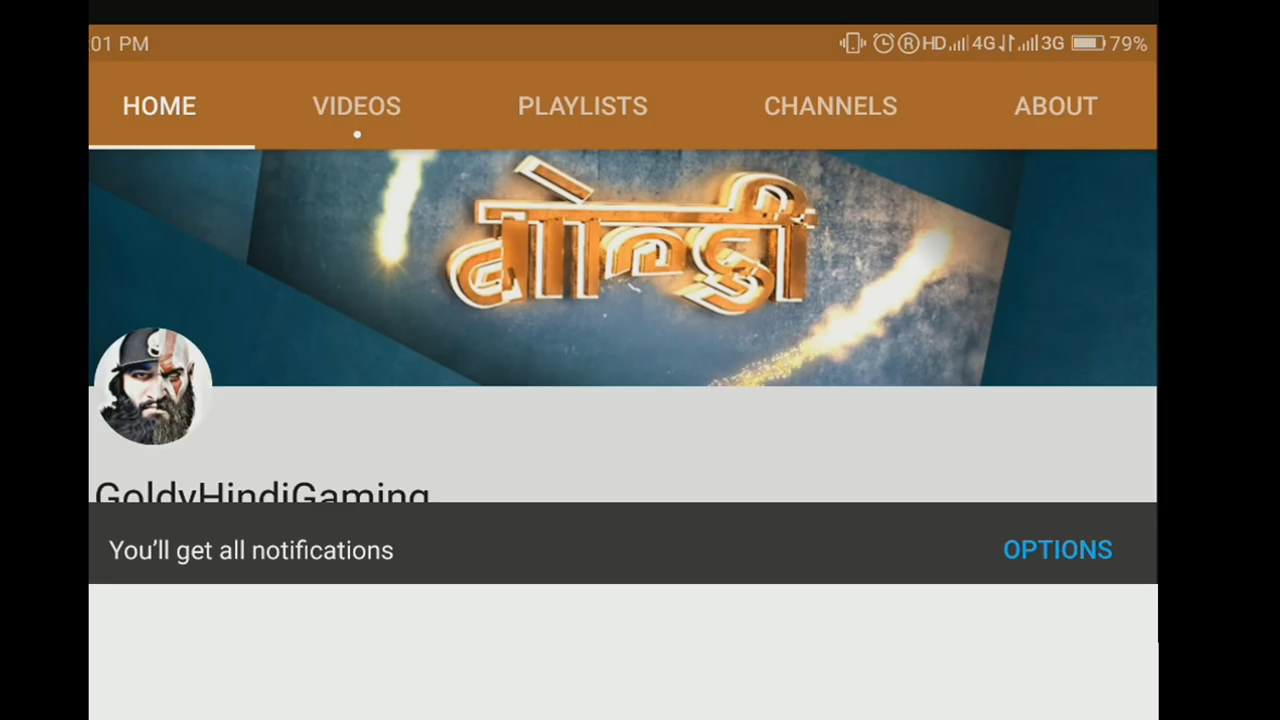 01 PM HD 4G 3G 79%
HOME VIDEOS PLAYLISTS CHANNELS ABOUT
गोल्डी
GoldyHindiGaming
You'll get all notifications OPTIONS